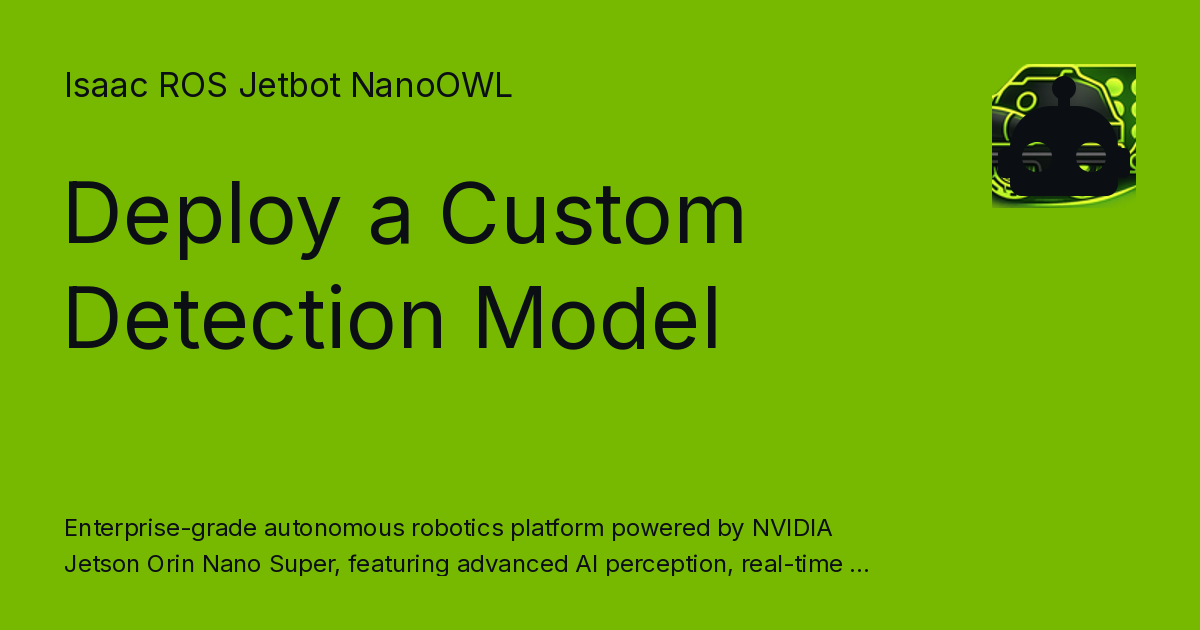 Isaac ROS Jetbot NanoOWL
Deploy a Custom
Detection Model
Enterprise-grade autonomous robotics platform powered by NVIDIA
Jetson Orin Nano Super, featuring advanced AI perception, real-time ...